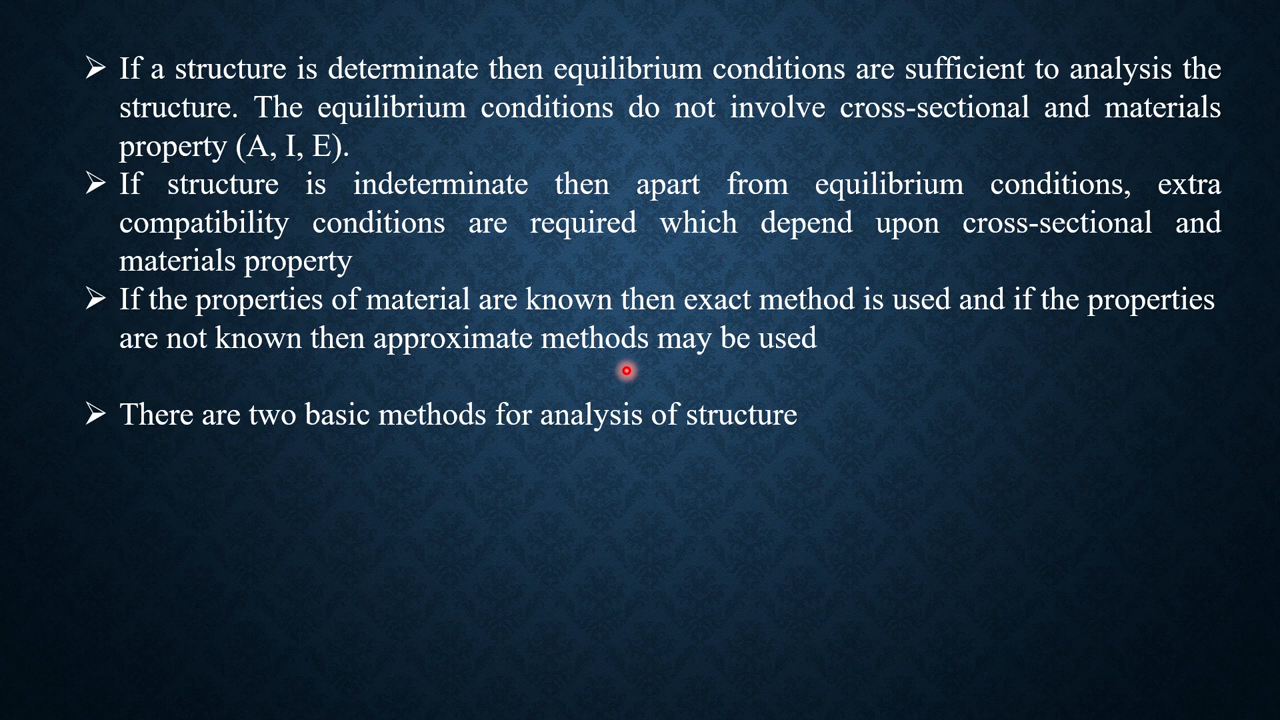 ➢ If a structure is determinate then equilibrium conditions are sufficient to analysis the
structure. The equilibrium conditions do not involve cross-sectional and materials
property (A, I, E).
➢ If structure is indeterminate then apart from equilibrium conditions, extra
compatibility conditions are required which depend upon cross-sectional and
materials property
➢ If the properties of material are known then exact method is used and if the properties
are not known then approximate methods may be used
➢ There are two basic methods for analysis of structure